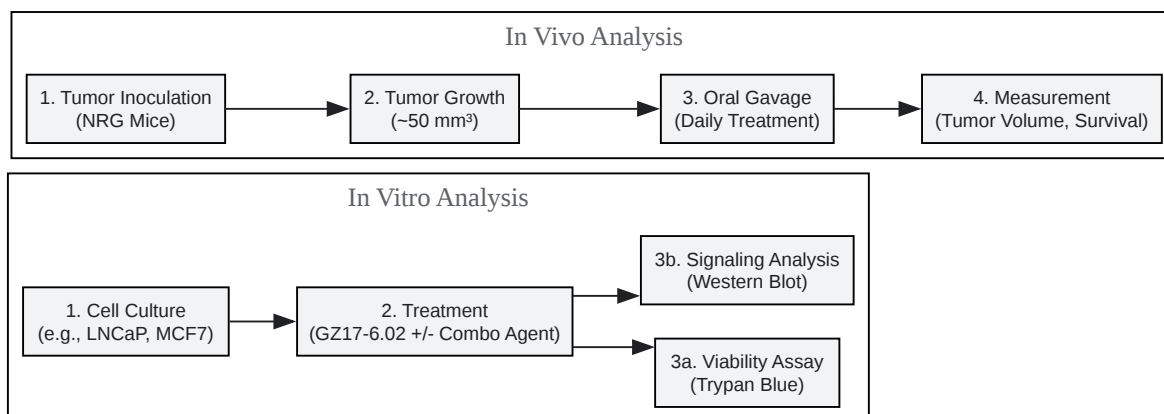 In Vivo Analysis
1. Tumor Inoculation
(NRG Mice)
2. Tumor Growth
(~50 mm³)
3. Oral Gavage
(Daily Treatment)
4. Measurement
(Tumor Volume, Survival)
In Vitro Analysis
1. Cell Culture
(e.g., LNCaP, MCF7)
2. Treatment
(GZ17-6.02 +/- Combo Agent)
3b. Signaling Analysis
(Western Blot)
3a. Viability Assay
(Trypan Blue)